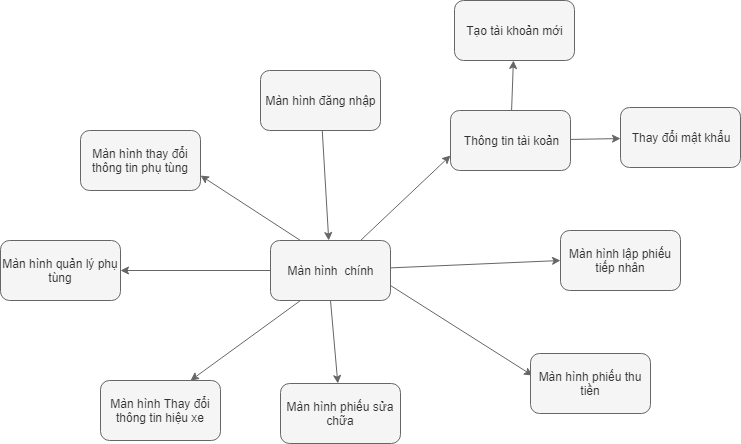 Tạo tài khoản mới
Màn hình đăng nhập
Thông tin tài koản
Thay đổi mật khẩu
Màn hình thay đổi
thông tin phụ tùng
Màn hình quản lý phụ
tùng
Màn hình  chính
Màn hình lập phiếu
tiếp nhân
Màn hình Thay đổi
thông tin hiệu xe
Màn hình phiếu sửa
chữa
Màn hình phiếu thu
tiền